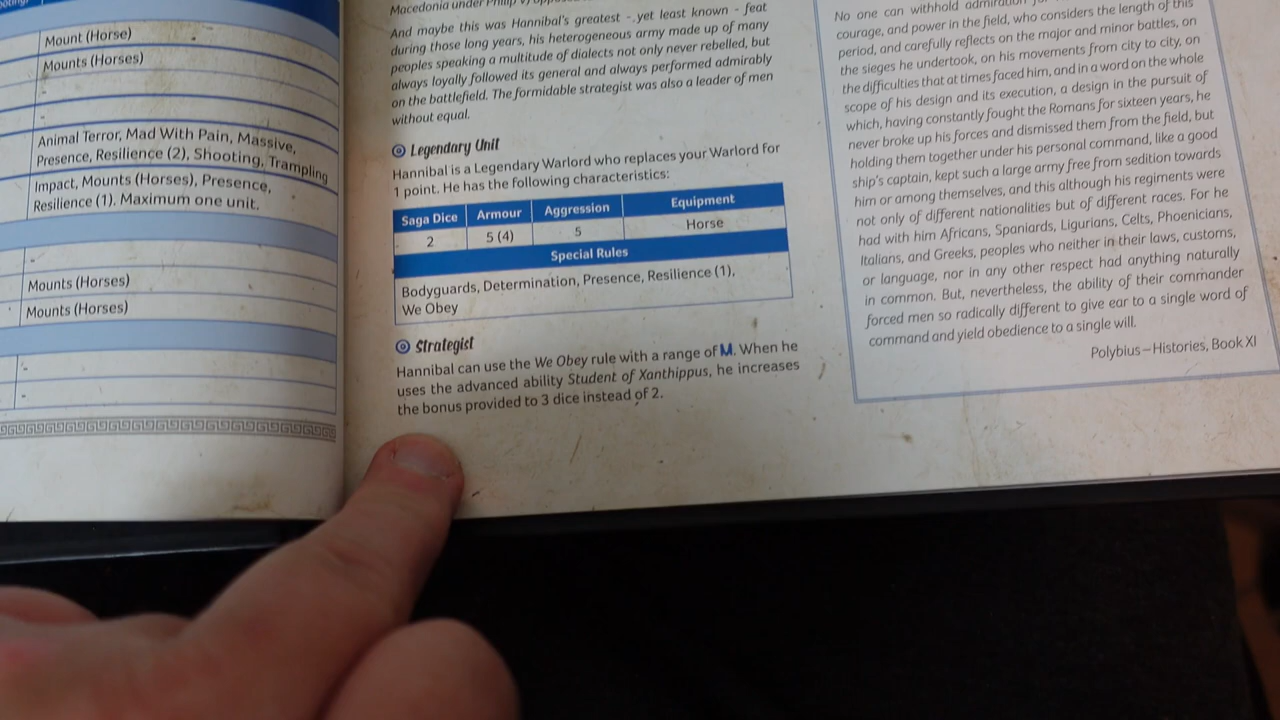 Mount (Horse)
Mounts (Horses)
-
-
Animal Terror, Mad With Pain, Massive,
Presence, Resilience (2), Shooting, Trampling
Impact, Mounts (Horses), Presence,
Resilience (1). Maximum one unit.
-
Mounts (Horses)
Mounts (Horses)
-
-
Macedonia under Philip V)
And maybe this was Hannibal's greatest - yet least known - feat
during those long years, his heterogeneous army made up of many
peoples speaking a multitude of dialects not only never rebelled, but
always loyally followed its general and always performed admirably
on the battlefield. The formidable strategist was also a leader of men
without equal.
Legendary Unit
Hannibal is a Legendary Warlord who replaces your Warlord for
1 point. He has the following characteristics:
Saga Dice Armour Aggression Equipment
2 5 (4) 5 Horse
Special Rules
Bodyguards, Determination, Presence, Resilience (1),
We Obey
Strategist
Hannibal can use the We Obey rule with a range of M. When he
uses the advanced ability Student of Xanthippus, he increases
the bonus provided to 3 dice instead of 2.
No one can withhold admiration
courage, and power in the field, who considers the length of this
period, and carefully reflects on the major and minor battles, on
the sieges he undertook, on his movements from city to city, on
the difficulties that at times faced him, and in a word on the whole
scope of his design and its execution, a design in the pursuit of
which, having constantly fought the Romans for sixteen years, he
never broke up his forces and dismissed them from the field, but
holding them together under his personal command, like a good
ship's captain, kept such a large army free from sedition towards
him or among themselves, and this although his regiments were
not only of different nationalities but of different races. For he
had with him Africans, Spaniards, Ligurians, Celts, Phoenicians,
Italians, and Greeks, peoples who neither in their laws, customs,
or language, nor in any other respect had anything naturally
in common. But, nevertheless, the ability of their commander
forced men so radically different to give ear to a single word of
command and yield obedience to a single will.
Polybius – Histories, Book XI